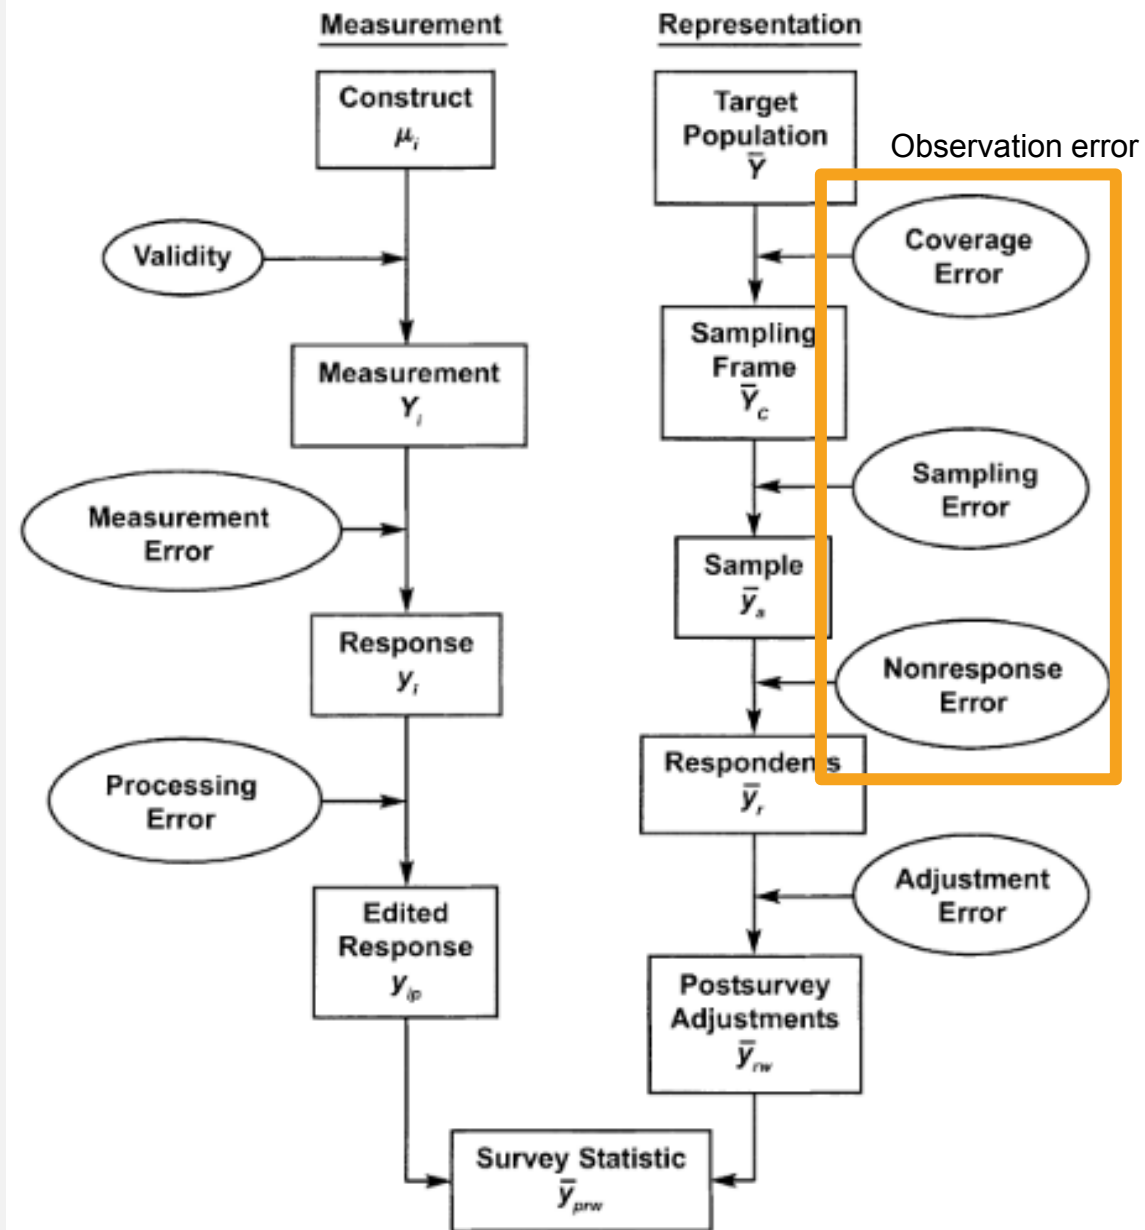 Measurement
Representation
Construct
μi
Target
Population
Ȳ
Observation error
Validity
Coverage
Error
Measurement
Yi
Sampling
Frame
Ȳc
Measurement
Error
Sampling
Error
Response
yi
Sample
ȳs
Nonresponse
Error
Processing
Error
Respondents
ȳr
Edited
Response
yip
Adjustment
Error
Postsurvey
Adjustments
ȳrw
Survey Statistic
ȳprw